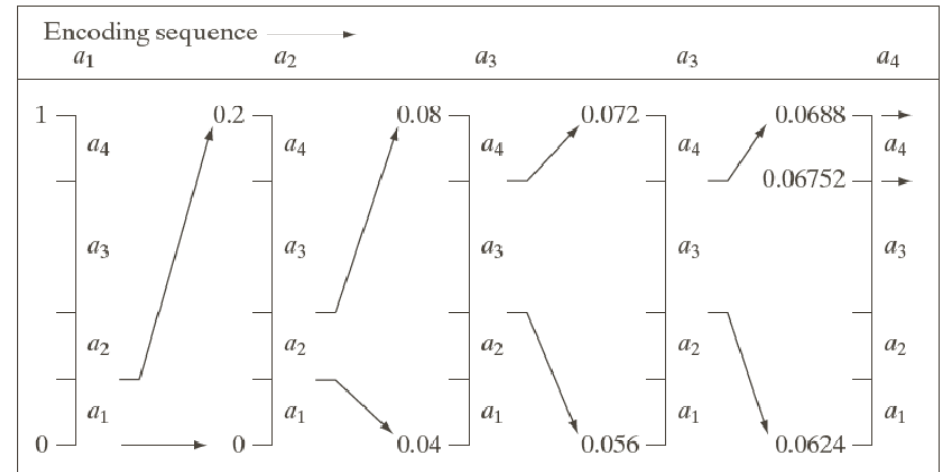 Encoding sequence
a1 a2 a3 a3 a4
1 0.2 0.08 0.072 0.0688
a4 a4 a4 a4 a4
0.06752
a3 a3 a3 a3 a3
a2 a2 a2 a2 a2
a1 a1 a1 a1 a1
0 0 0.04 0.056 0.0624